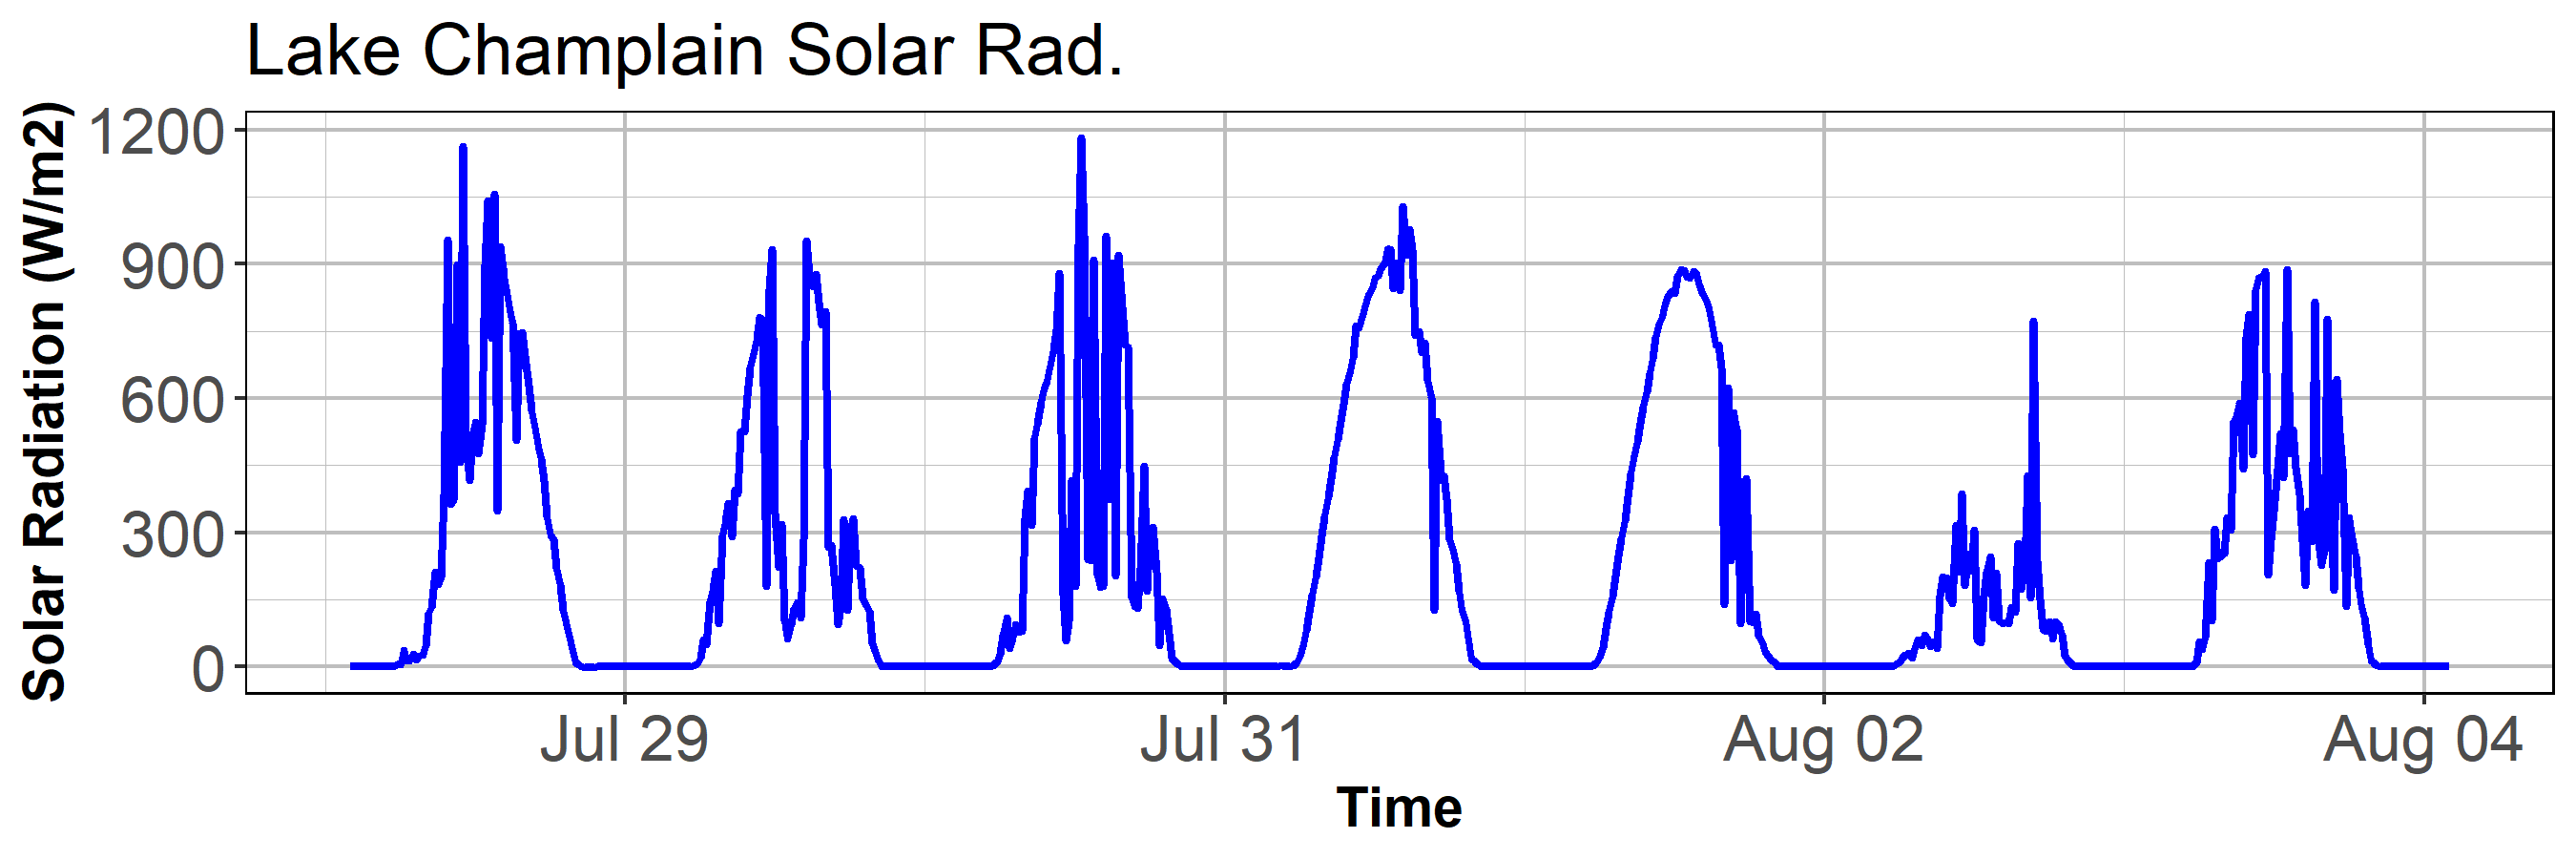 Lake Champlain Solar Rad.
Solar Radiation (W/m2)
1200
900
600
300
0
Jul 29 Jul 31 Aug 02 Aug 04
Time